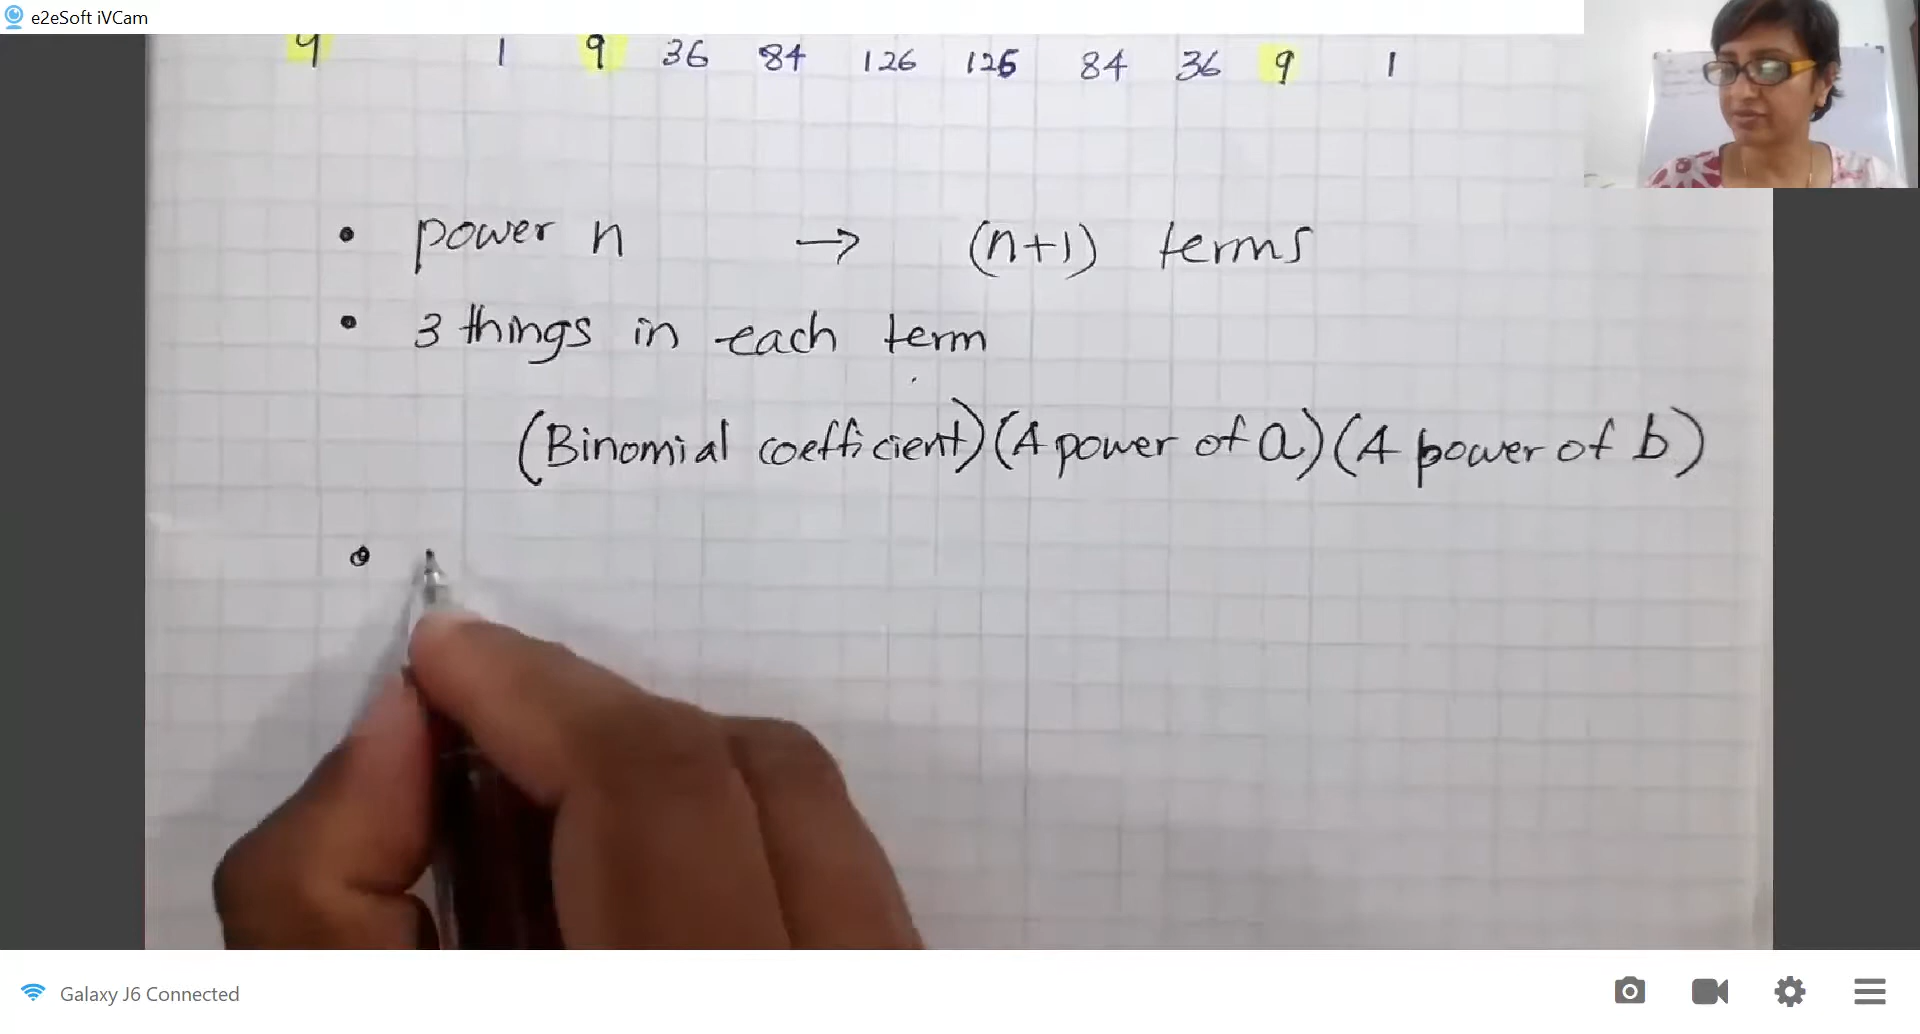 e2eSoft iVCam
9 1 9 36 84 126 126 84 36 9 1
• power n → (n+1) terms
• 3 things in each term
(Binomial coefficient)(A power of a)(A power of b)
•
Galaxy J6 Connected